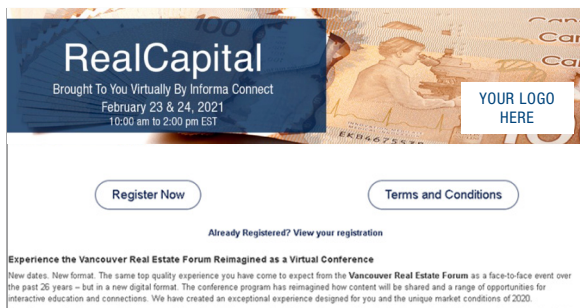 RealCapital
Brought To You Virtually By Informa Connect
February 23 & 24, 2021
10:00 am to 2:00 pm EST
YOUR LOGO
HERE
100
Can
Car
Car
EKB4675538
Register Now
Terms and Conditions
Already Registered? View your registration
Experience the Vancouver Real Estate Forum Reimagined as a Virtual Conference
New dates. New format. The same top quality experience you have come to expect from the Vancouver Real Estate Forum as a face-to-face event over
the past 26 years – but in a new digital format. The conference program has reimagined how content will be shared and a range of opportunities for
interactive education and connections. We have created an exceptional experience designed for you and the unique market conditions of 2020.